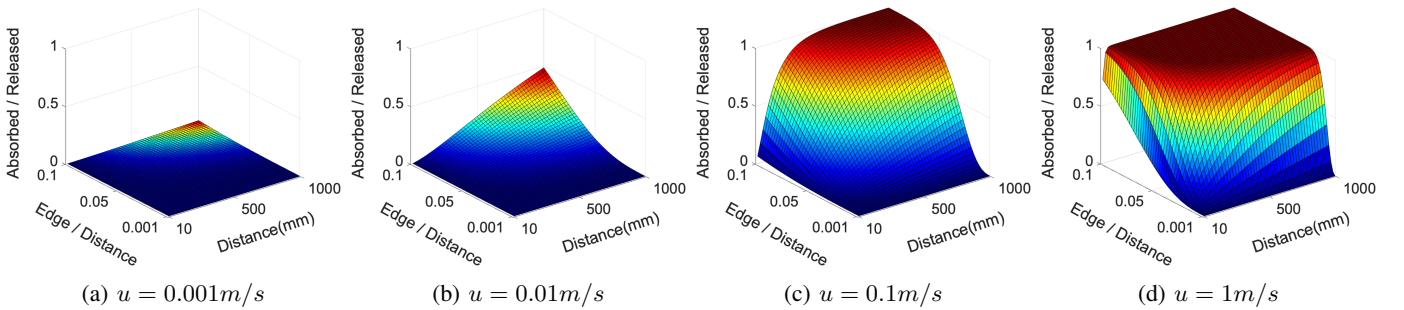 Absorbed / Released
1
0.5
0
0.1
0.05
0.001
Edge / Distance
10
500
1000
Distance(mm)
(a) u = 0.001m/s
Absorbed / Released
1
0.5
0
0.1
0.05
0.001
Edge / Distance
10
500
1000
Distance(mm)
(b) u = 0.01m/s
Absorbed / Released
1
0.5
0
0.1
0.05
0.001
Edge / Distance
10
500
1000
Distance(mm)
(c) u = 0.1m/s
Absorbed / Released
1
0.5
0
0.1
0.05
0.001
Edge / Distance
10
500
1000
Distance(mm)
(d) u = 1m/s